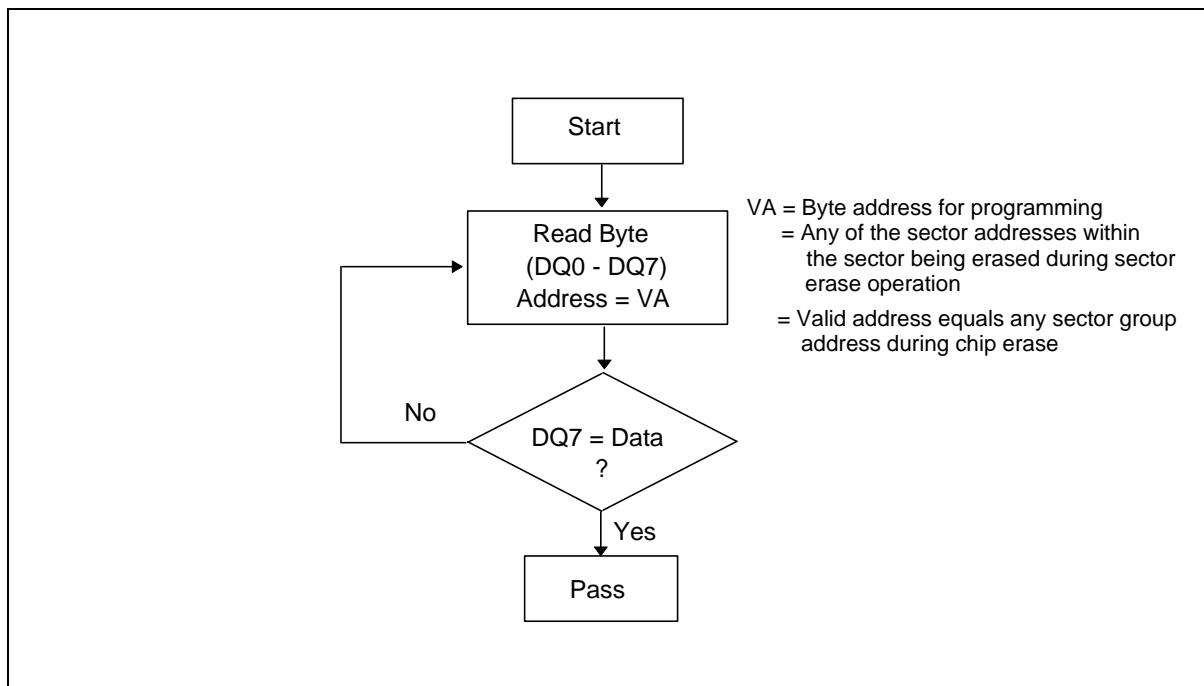 Start
Read Byte
(DQ0 - DQ7)
Address = VA
VA = Byte address for programming
= Any of the sector addresses within
the sector being erased during sector
erase operation
= Valid address equals any sector group
address during chip erase
No
DQ7 = Data
?
Yes
Pass